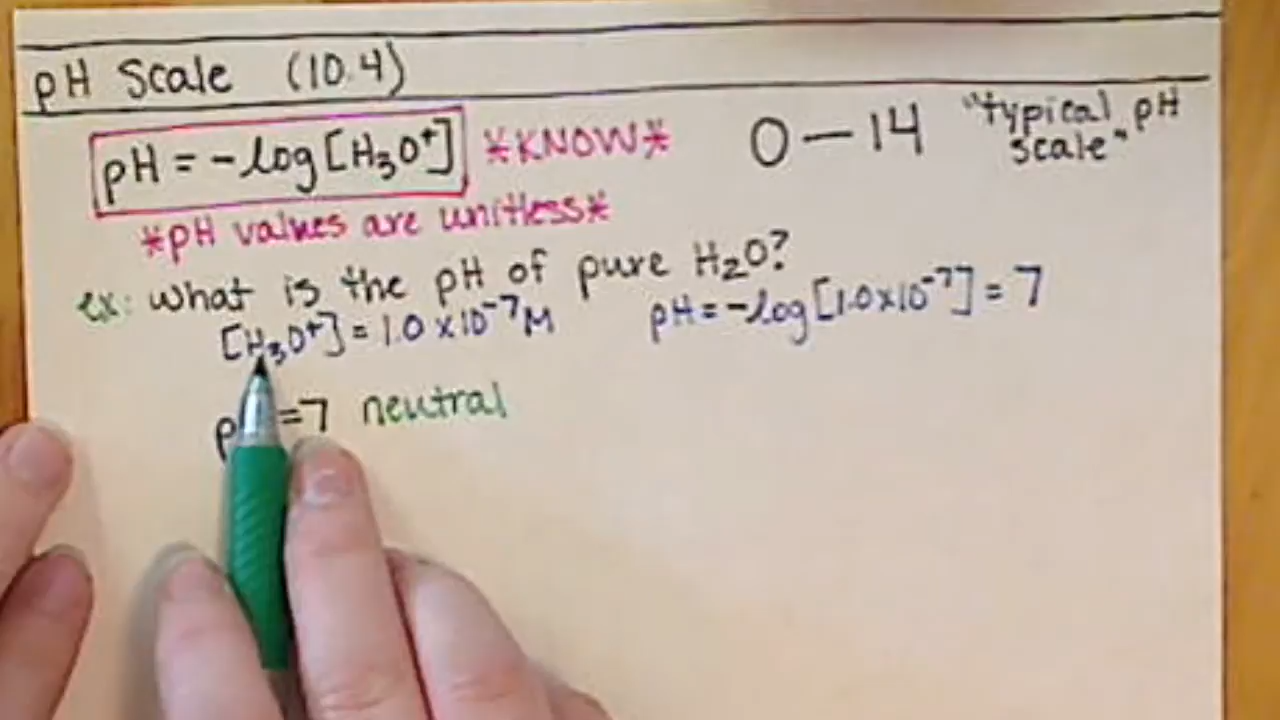 pH Scale (10.4)
pH = -log[H₃O⁺] *KNOW* 0 — 14 "typical pH
scale"
*pH values are unitless*
ex: What is the pH of pure H₂O?
[H₃O⁺] = 1.0 x 10⁻⁷ M pH = -log[1.0x10⁻⁷] = 7
p =7 neutral